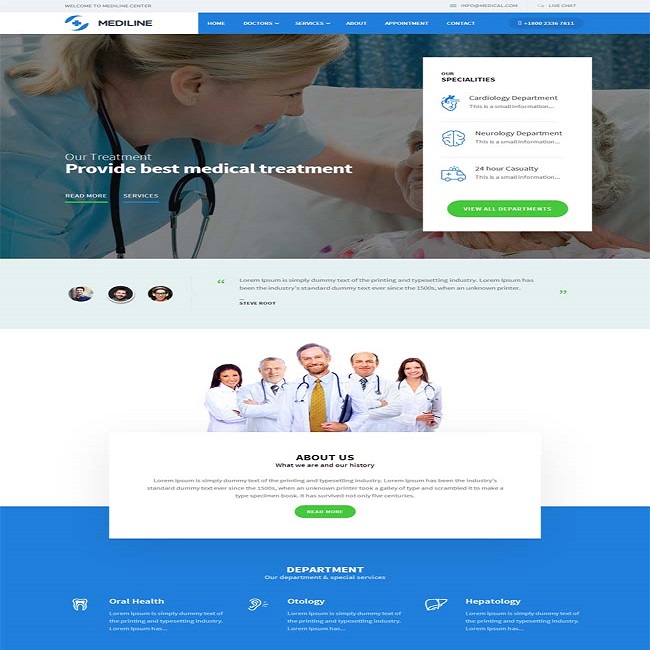 WELCOME TO MEDILINE CENTER
INFO@MEDICAL.COM
LIVE CHAT
MEDILINE
HOME
DOCTORS
SERVICES
ABOUT
APPOINTMENT
CONTACT
+1800 2336 7811
OUR
SPECIALITIES
Cardiology Department
This is a small information...
Neurology Department
This is a small information...
24 hour Casualty
This is a small information...
VIEW ALL DEPARTMENTS
Our Treatment
Provide best medical treatment
READ MORE
SERVICES
“ Lorem Ipsum is simply dummy text of the printing and typesetting industry. Lorem Ipsum has
been the industry's standard dummy text ever since the 1500s, when an unknown printer. ”
STEVE ROOT
ABOUT US
What we are and our history
Lorem Ipsum is simply dummy text of the printing and typesetting industry. Lorem Ipsum has been the industry's
standard dummy text ever since the 1500s, when an unknown printer took a galley of type and scrambled it to make a
type specimen book. It has survived not only five centuries.
READ MORE
DEPARTMENT
Our department & special services
Oral Health
Lorem Ipsum is simply dummy text of
the printing and typesetting industry.
Lorem Ipsum has...
Otology
Lorem Ipsum is simply dummy text of
the printing and typesetting industry.
Lorem Ipsum has...
Hepatology
Lorem Ipsum is simply dummy text of
the printing and typesetting industry.
Lorem Ipsum has...